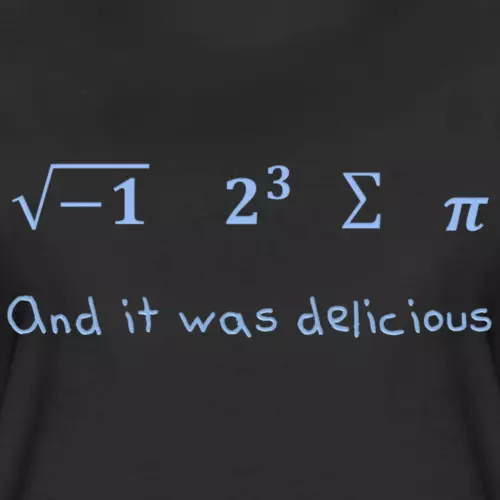 √-1 2³ ∑ π
And it was delicious